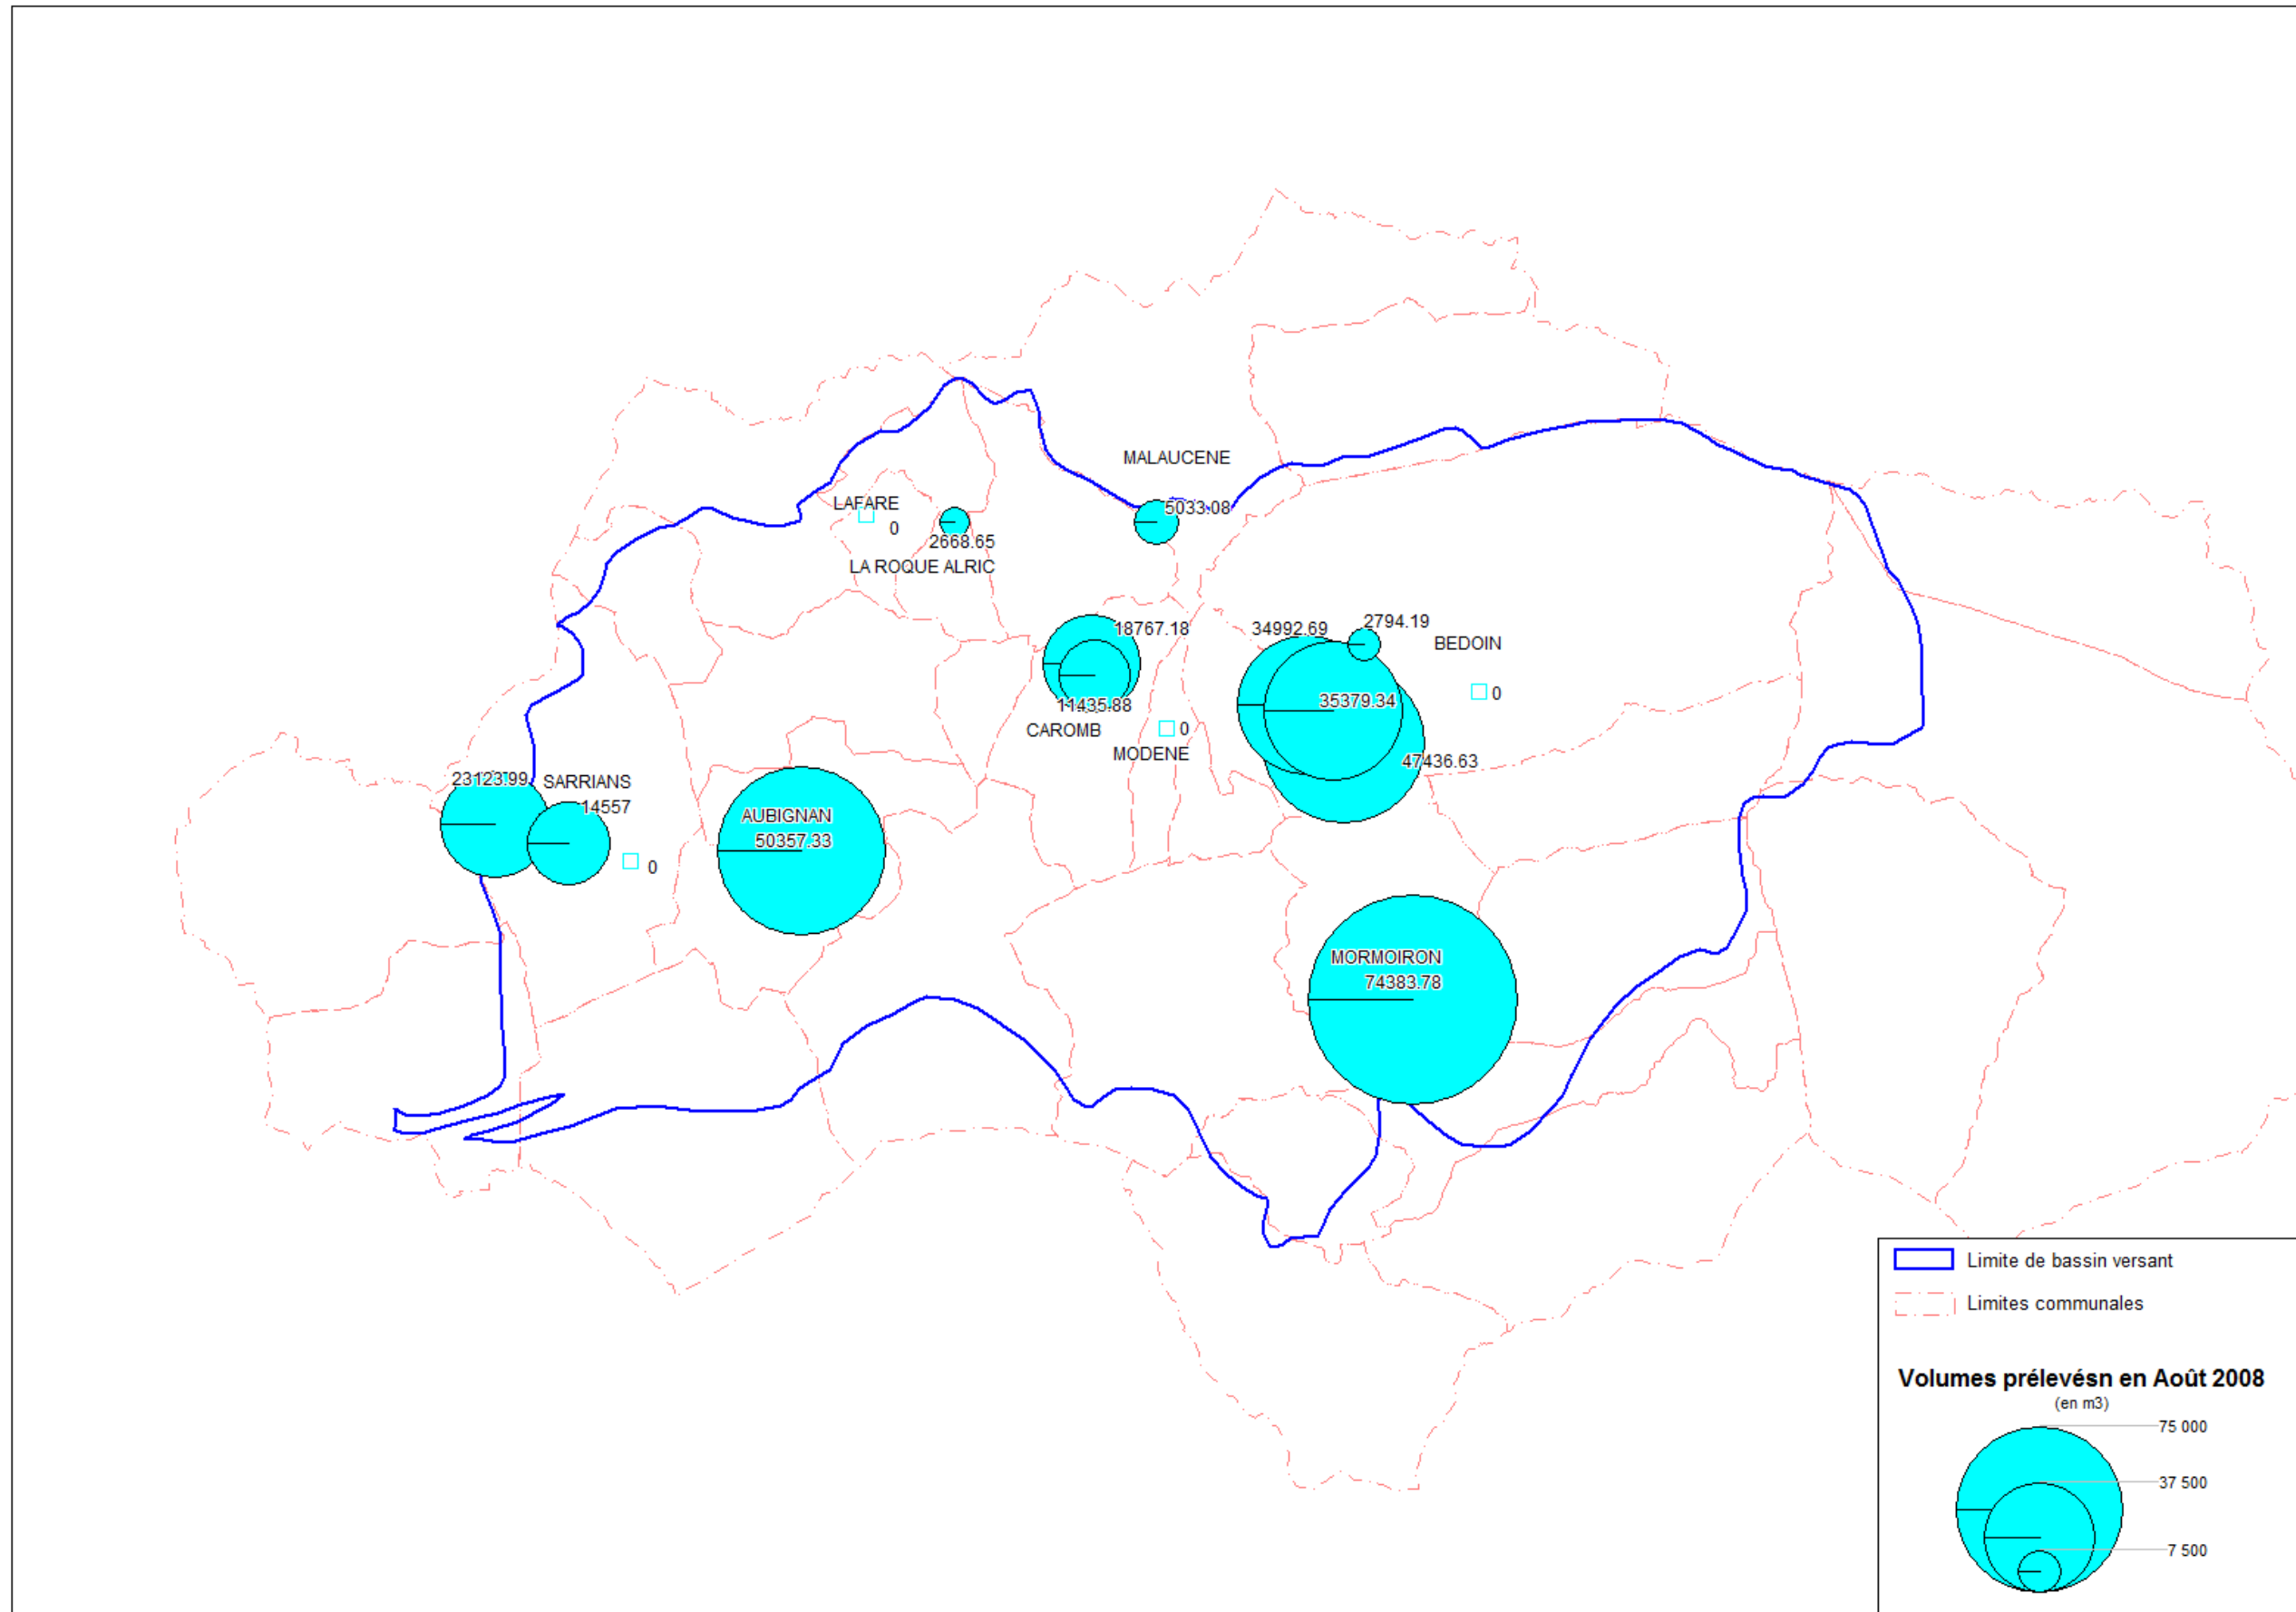 MALAUCENE
5033.08
LAFARE
0
2668.65
LA ROQUE ALRIC
18767.18
11435.88
CAROMB
0
MODENE
34992.69
2794.19
BEDOIN
0
35379.34
47436.63
23123.99
SARRIANS
14557
0
AUBIGNAN
50357.33
MORMOIRON
74383.78
Limite de bassin versant
Limites communales
Volumes prélevésn en Août 2008
(en m3)
75 000
37 500
7 500